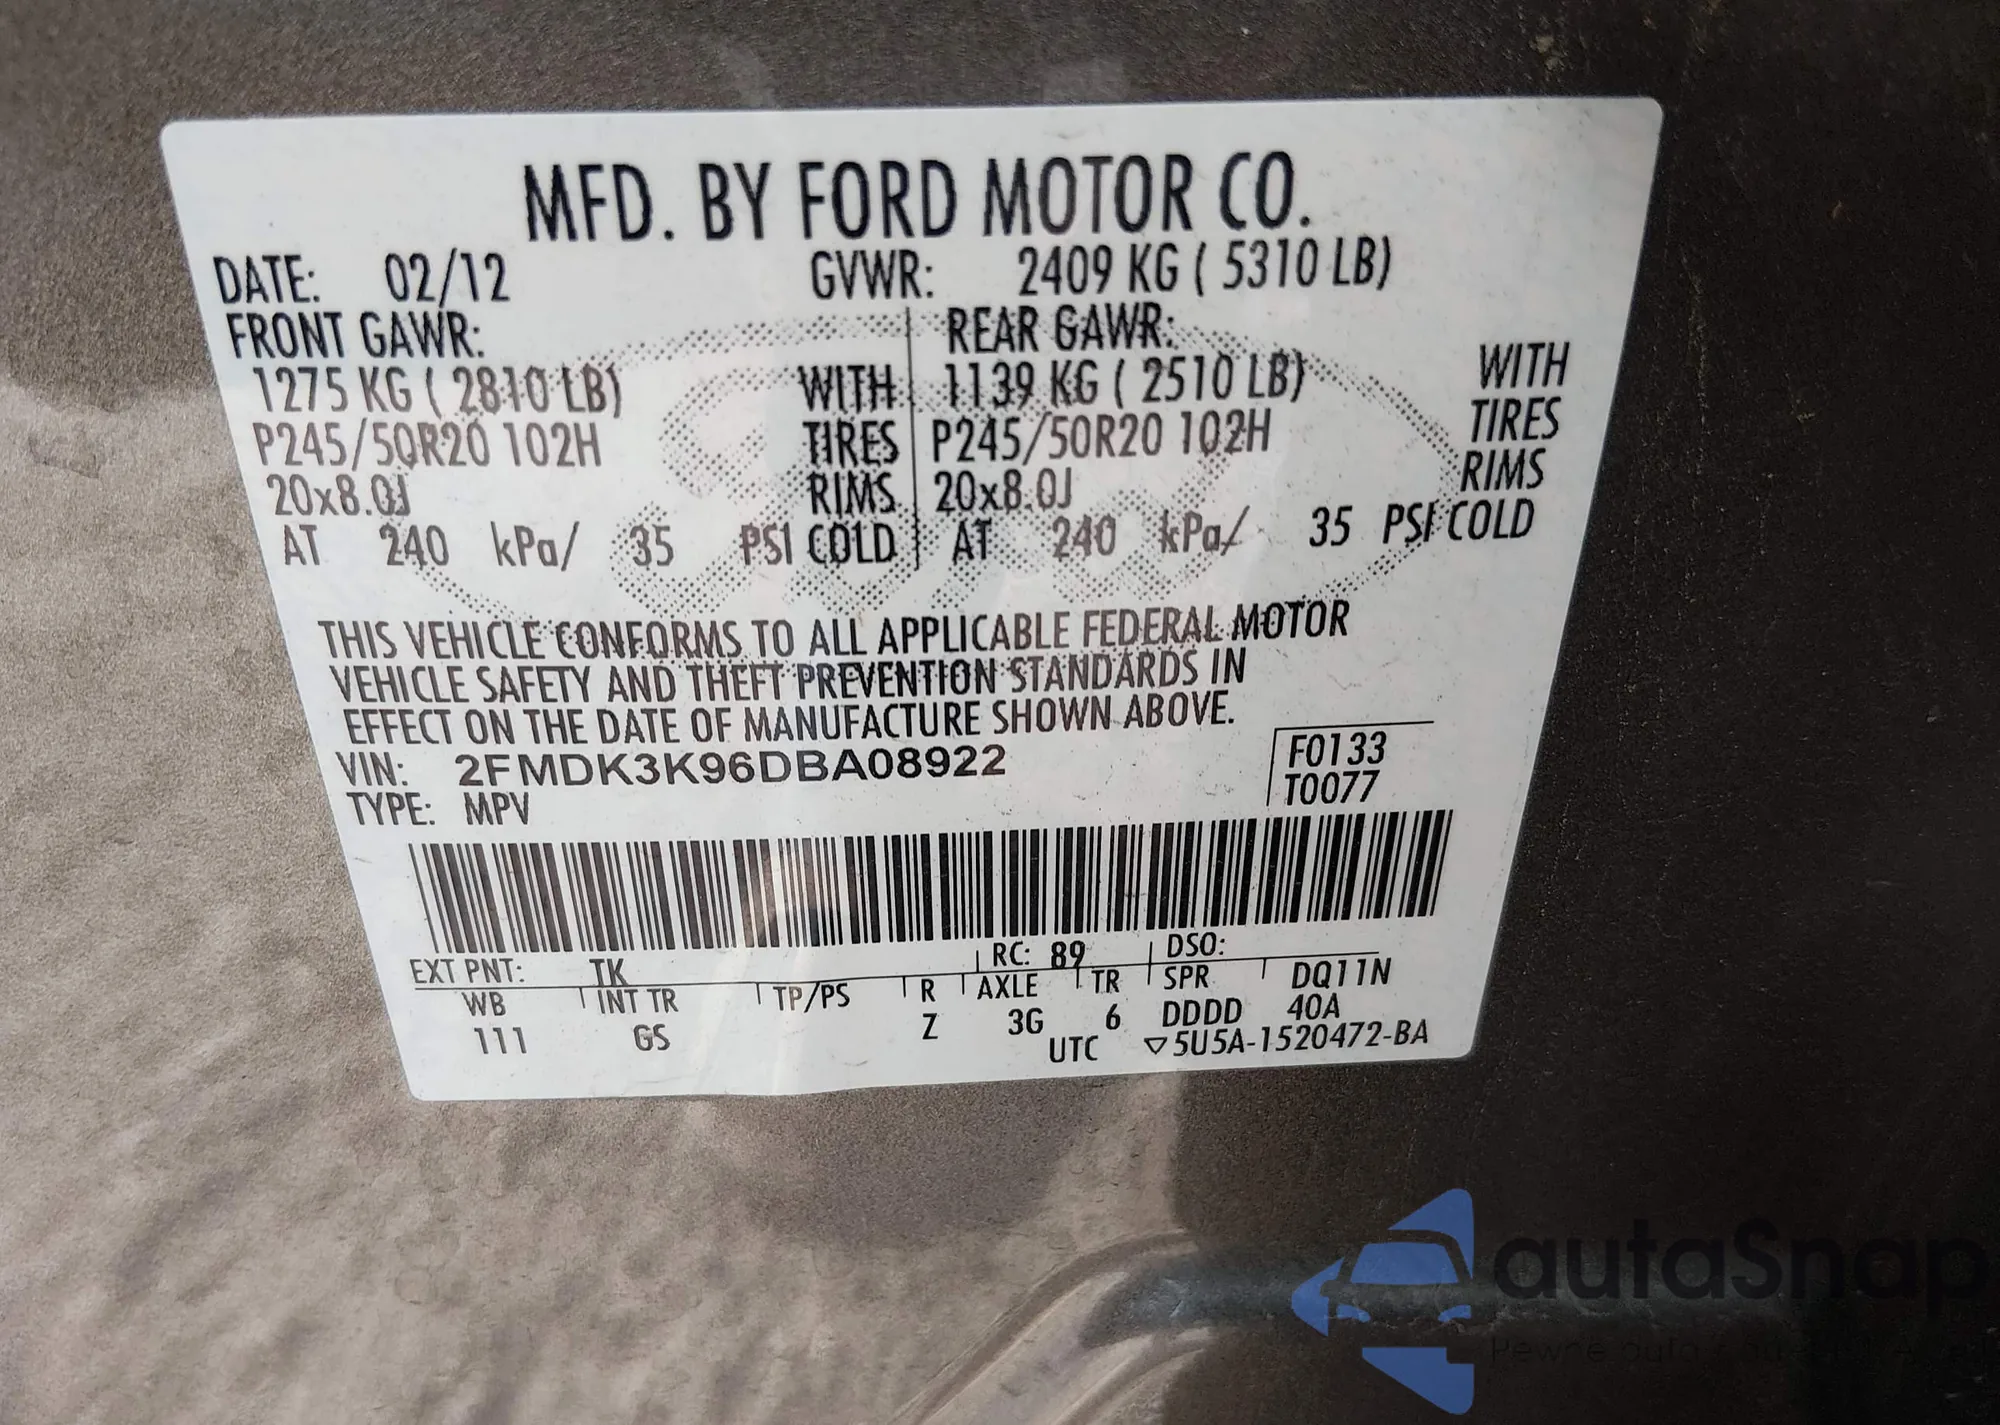 MFD. BY FORD MOTOR CO.
DATE: 02/12 GVWR: 2409 KG ( 5310 LB)
FRONT GAWR: REAR GAWR:
1275 KG ( 2810 LB) WITH 1139 KG ( 2510 LB) WITH
P245/50R20 102H TIRES P245/50R20 102H TIRES
20x8.0J RIMS 20x8.0J RIMS
AT 240 kPa/ 35 PSI COLD AT 240 kPa/ 35 PSI COLD
THIS VEHICLE CONFORMS TO ALL APPLICABLE FEDERAL MOTOR
VEHICLE SAFETY AND THEFT PREVENTION STANDARDS IN
EFFECT ON THE DATE OF MANUFACTURE SHOWN ABOVE.
VIN: 2FMDK3K96DBA08922 F0133
TYPE: MPV T0077
EXT PNT: TK RC: 89 DSO:
WB INT TR TP/PS R AXLE TR SPR DQ11N
111 GS Z 3G 6 DDDD 40A
UTC ▽5U5A-1520472-BA
autaSnap
Pewne auta